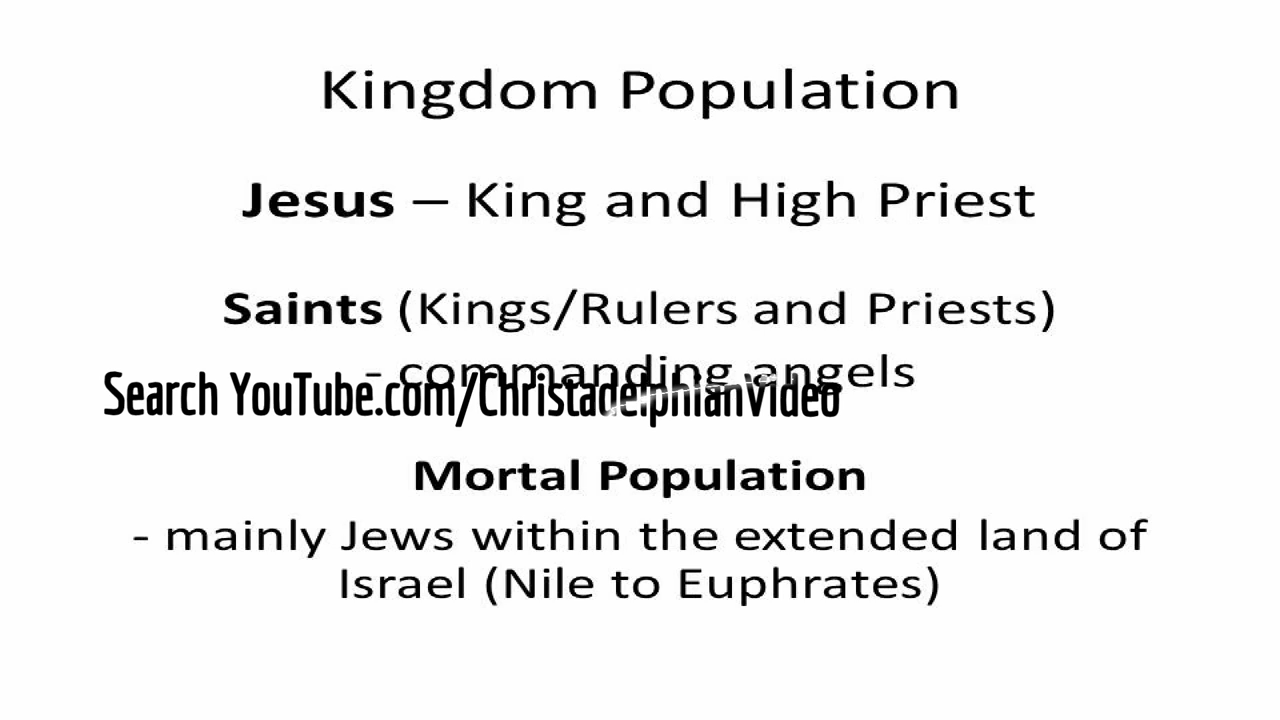 Kingdom Population
Jesus – King and High Priest
Saints (Kings/Rulers and Priests)
- commanding angels
Search YouTube.com/ChristadelphianVideo
Mortal Population
- mainly Jews within the extended land of
Israel (Nile to Euphrates)